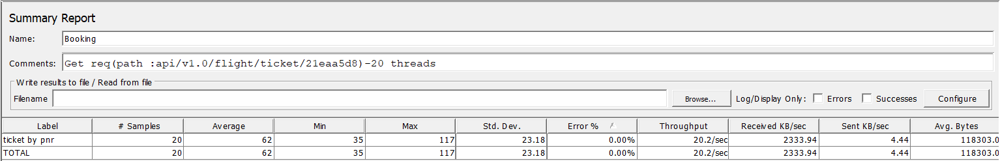 Summary Report
Name: Booking
Comments: Get req(path :api/v1.0/flight/ticket/21eaa5d8)-20 threads
Write results to file / Read from file
Filename Browse... Log/Display Only: Errors Successes Configure
Label # Samples Average Min Max Std. Dev. Error % Throughput Received KB/sec Sent KB/sec Avg. Bytes
ticket by pnr 20 62 35 117 23.18 0.00% 20.2/sec 2333.94 4.44 118303.0
TOTAL 20 62 35 117 23.18 0.00% 20.2/sec 2333.94 4.44 118303.0